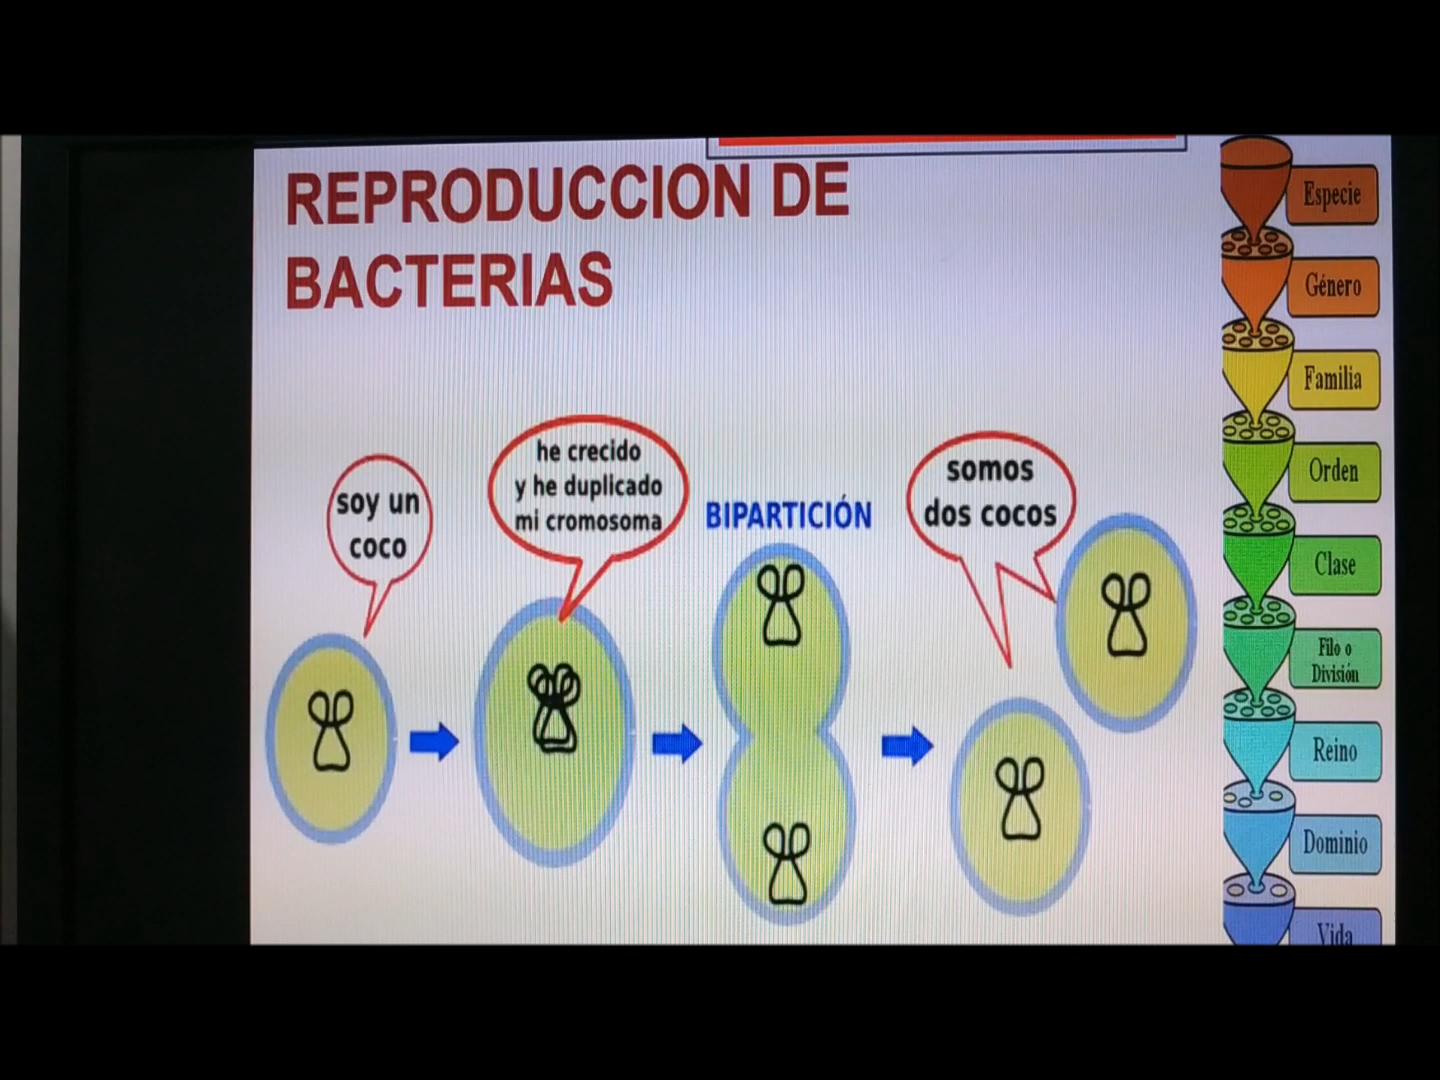 REPRODUCCION DE
BACTERIAS
soy un
coco
he crecido
y he duplicado
mi cromosoma
BIPARTICIÓN
somos
dos cocos
Especie
Género
Familia
Orden
Clase
Filo o
División
Reino
Dominio
Vida